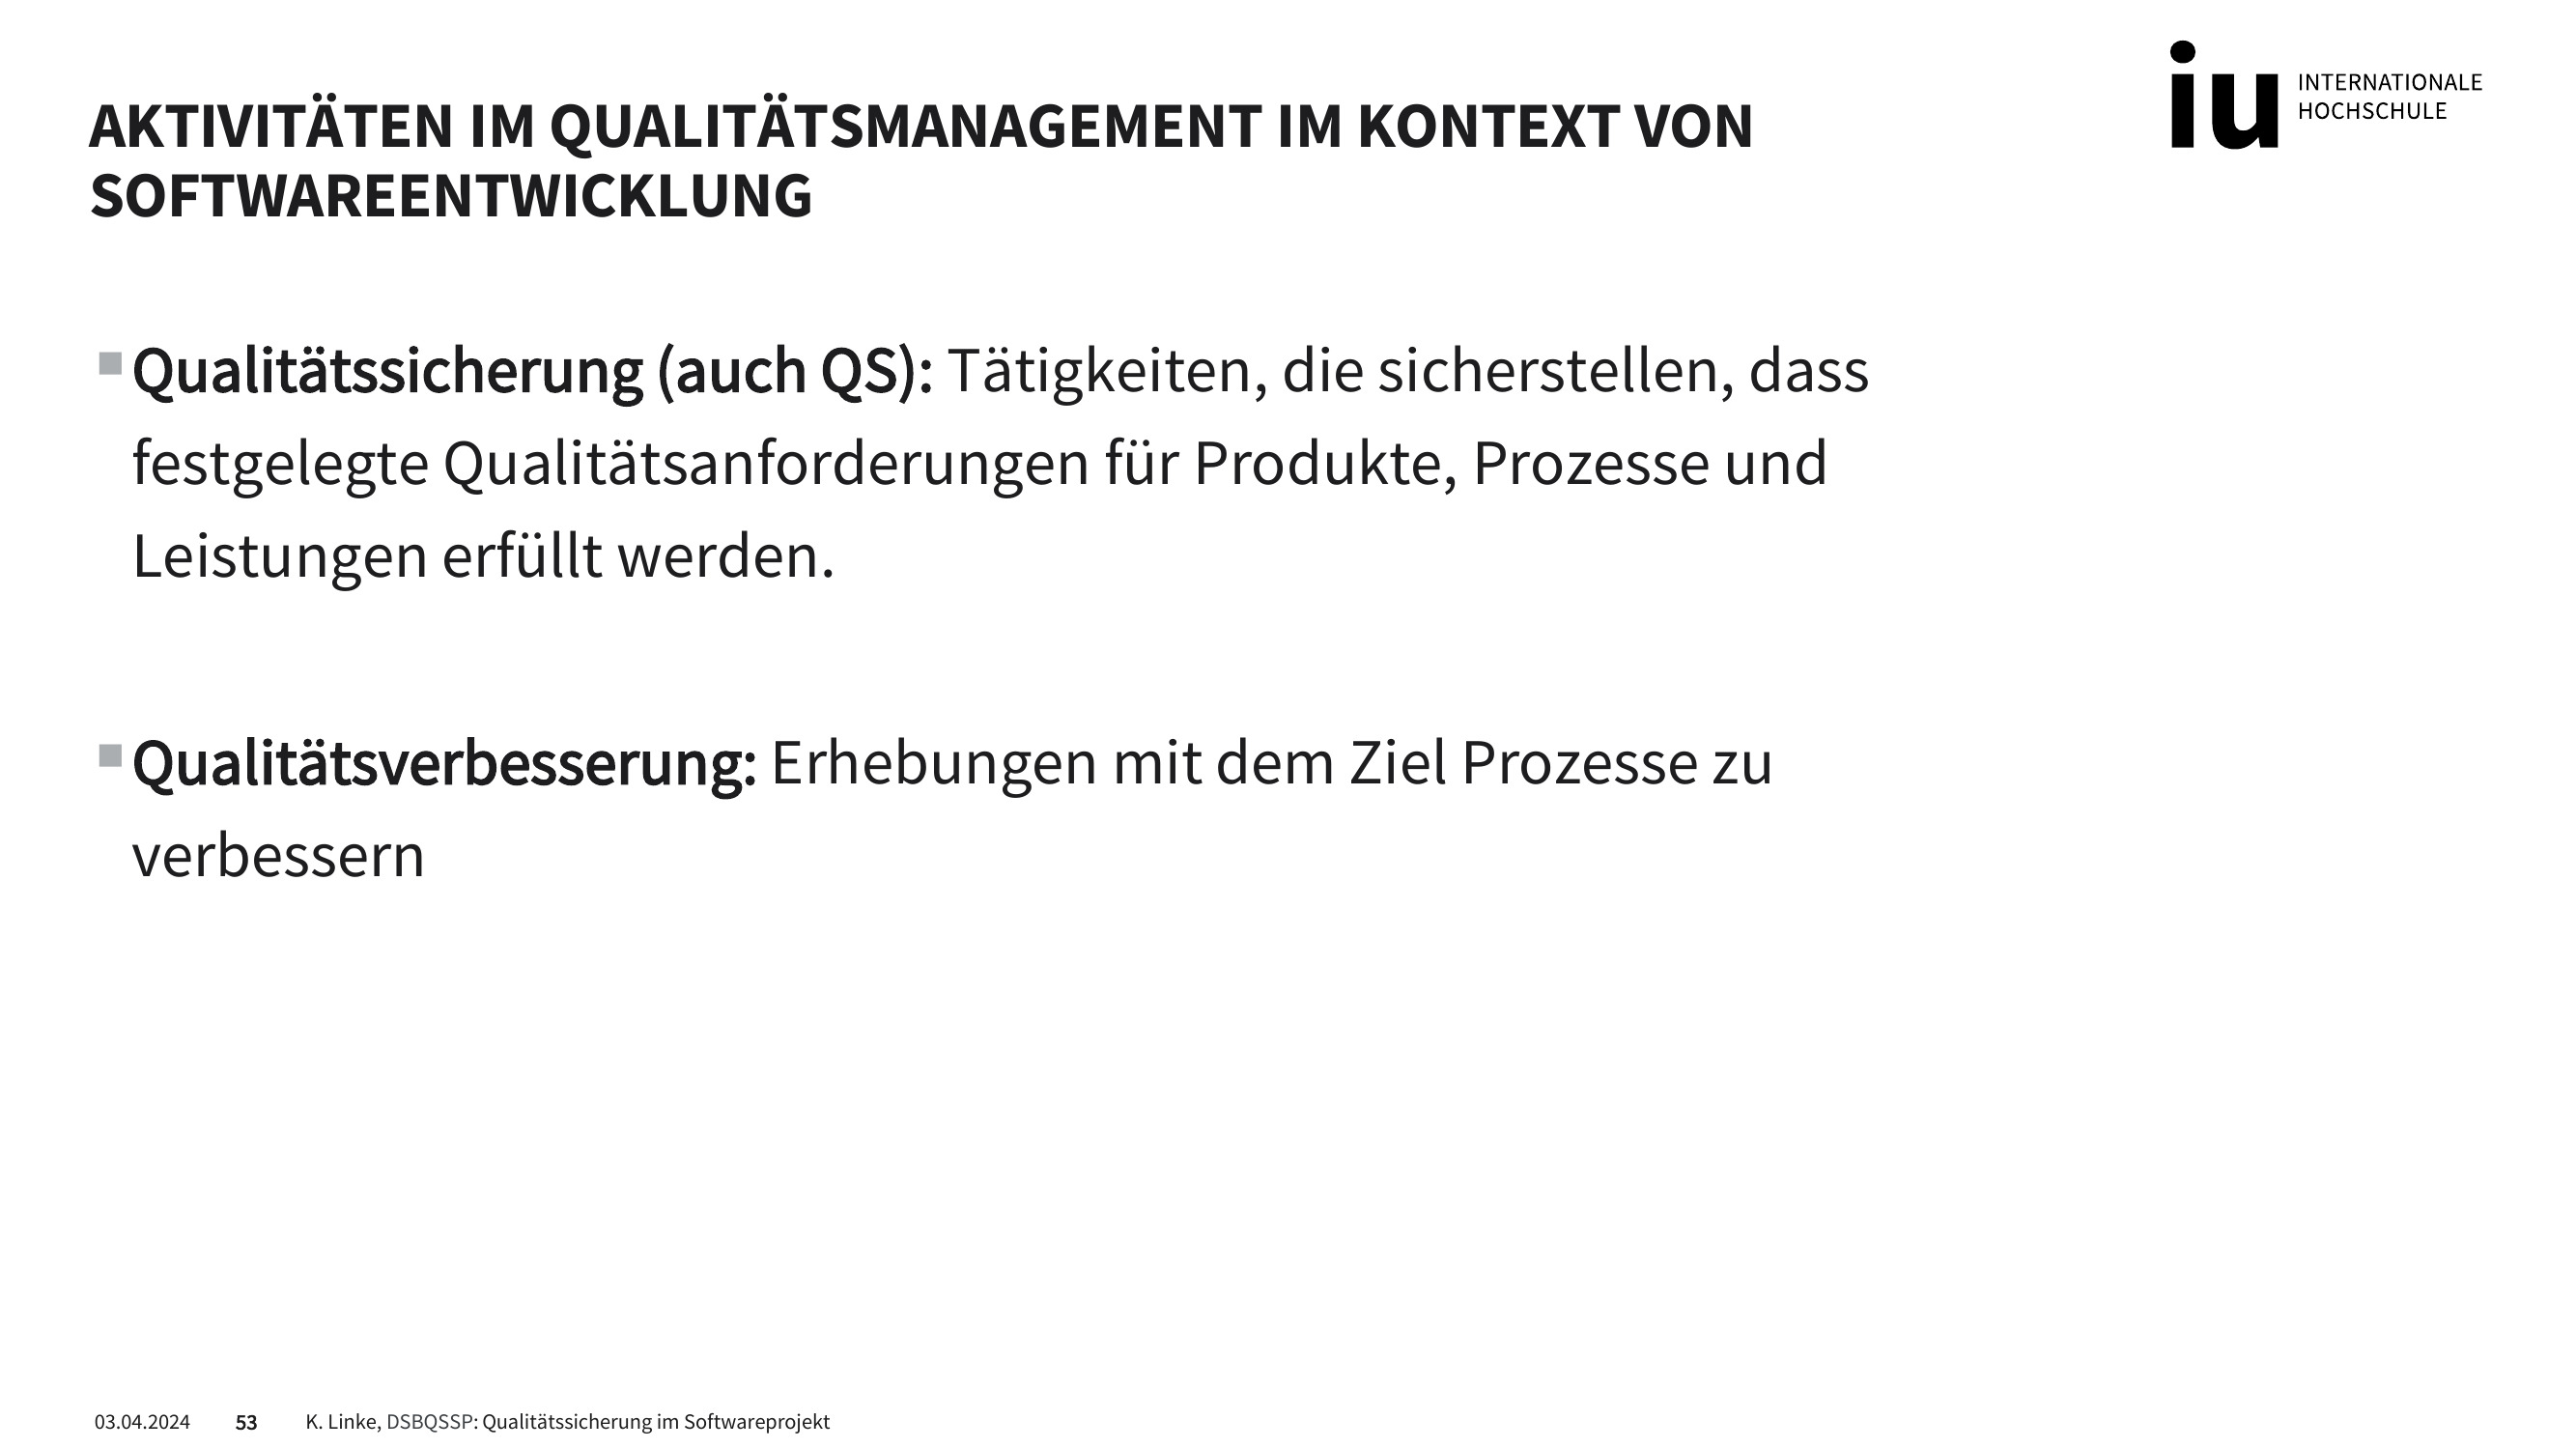 AKTIVITÄTEN IM QUALITÄTSMANAGEMENT IM KONTEXT VON
SOFTWAREENTWICKLUNG
iu INTERNATIONALE
HOCHSCHULE
Qualitätssicherung (auch QS): Tätigkeiten, die sicherstellen, dass
festgelegte Qualitätsanforderungen für Produkte, Prozesse und
Leistungen erfüllt werden.
Qualitätsverbesserung: Erhebungen mit dem Ziel Prozesse zu
verbessern
03.04.2024 53 K. Linke, DSBQSSP: Qualitätssicherung im Softwareprojekt